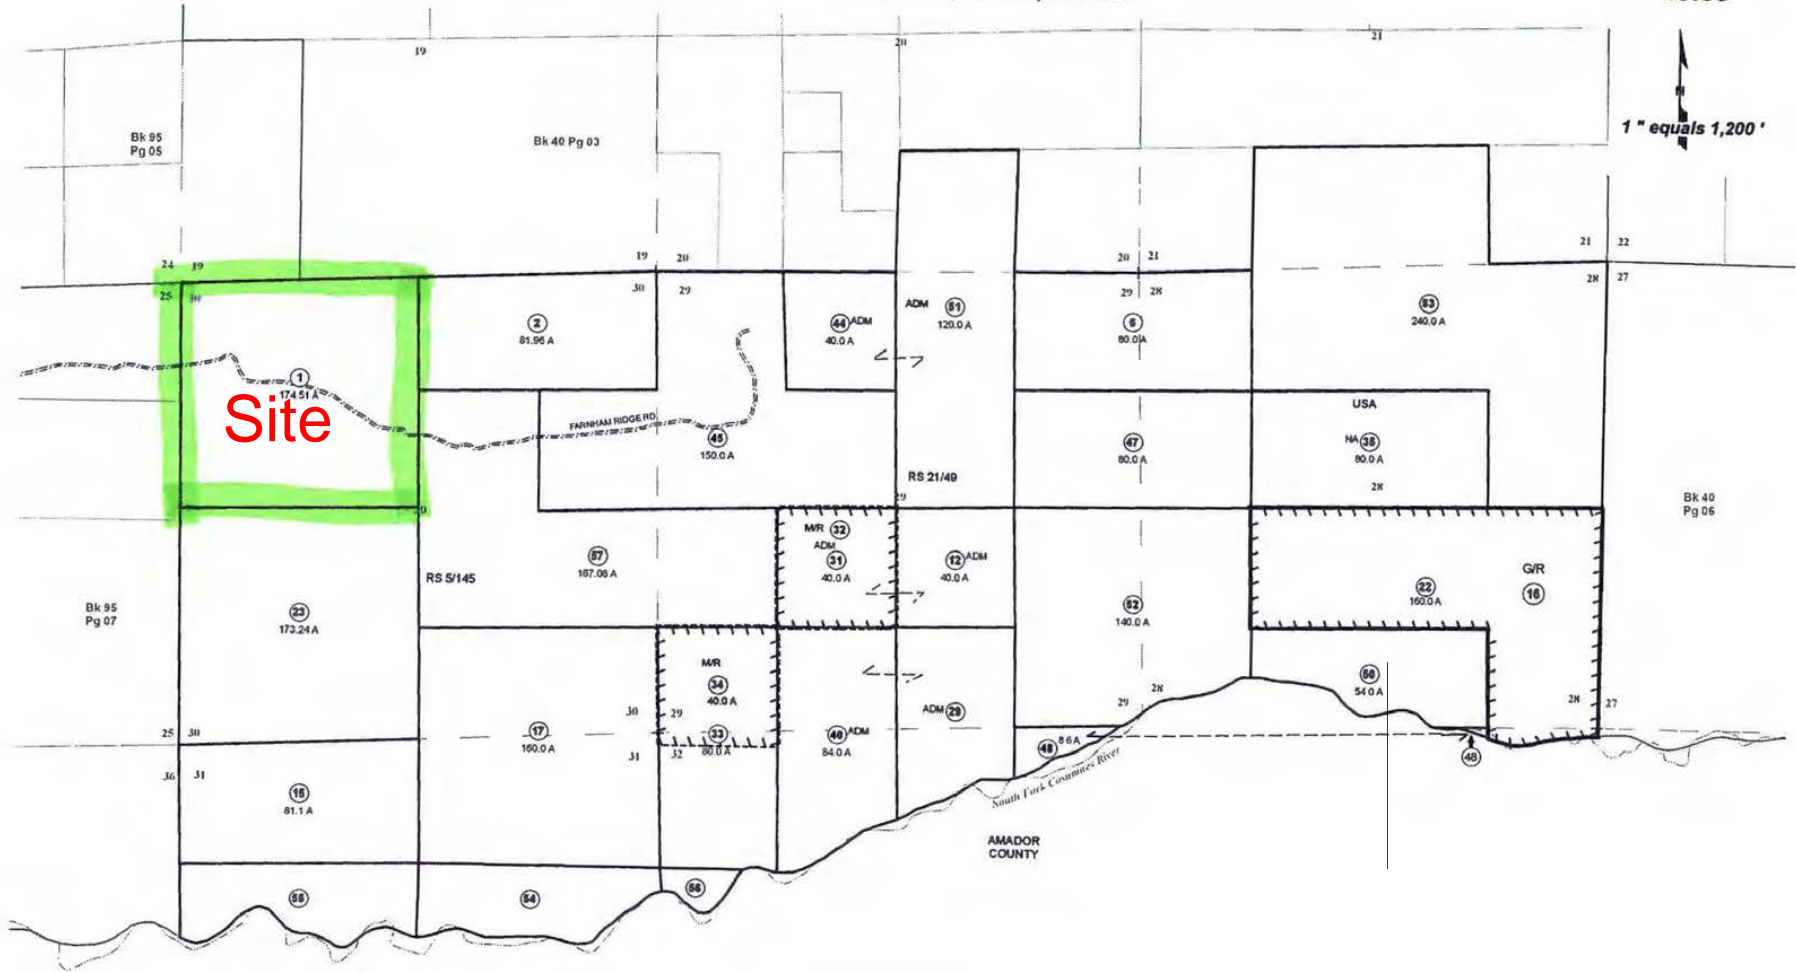 19
20
21
N
1 " equals 1,200 '
Bk 95
Pg 05
Bk 40 Pg 03
24 19
25 30
19 20
30 29
20 21
29 28
21 22
28 27
1
174.51 A
Site
2
81.96 A
44 ADM
40.0 A
ADM
51
120.0 A
6
80.0 A
53
240.0 A
FARNHAM RIDGE RD
45
150.0 A
RS 21/49
29
47
80.0 A
USA
NA 35
80.0 A
28
Bk 40
Pg 06
RS 5/145
57
167.06 A
M/R 32
ADM
31
40.0 A
12 ADM
40.0 A
52
140.0 A
22
160.0 A
G/R
16
Bk 95
Pg 07
23
173.24 A
M/R
34
40.0 A
33
80.0 A
30 29
31 32
17
160.0 A
40 ADM
84.0 A
ADM 29
29 28
50
54.0 A
28 27
48
8.6 A
48
South Fork Cosumnes River
25 30
36 31
15
81.1 A
AMADOR
COUNTY
55
54
56